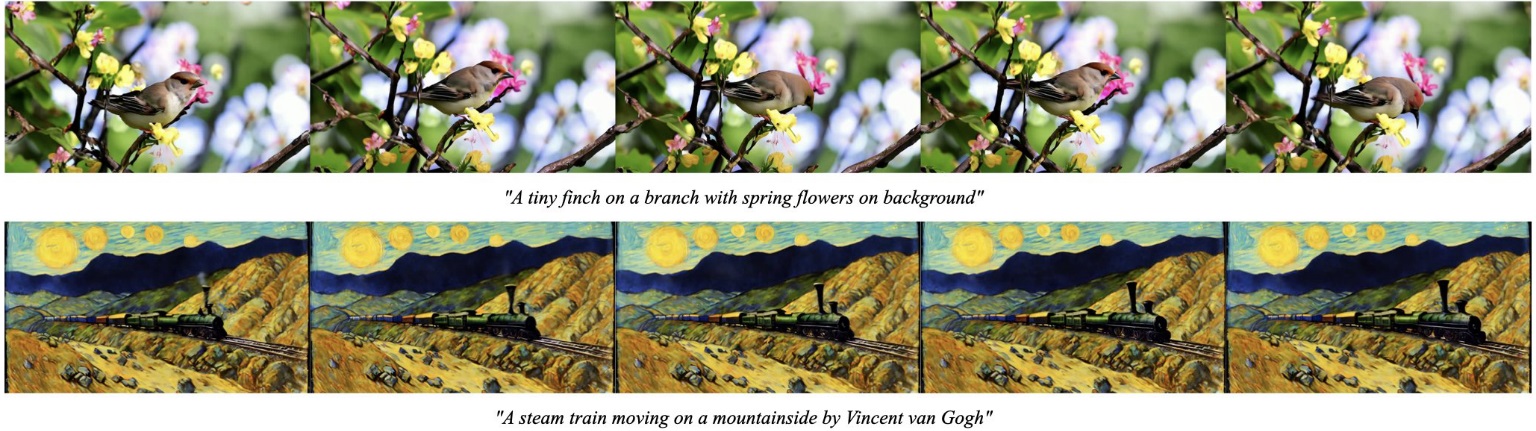 "A tiny finch on a branch with spring flowers on background"
"A steam train moving on a mountainside by Vincent van Gogh"